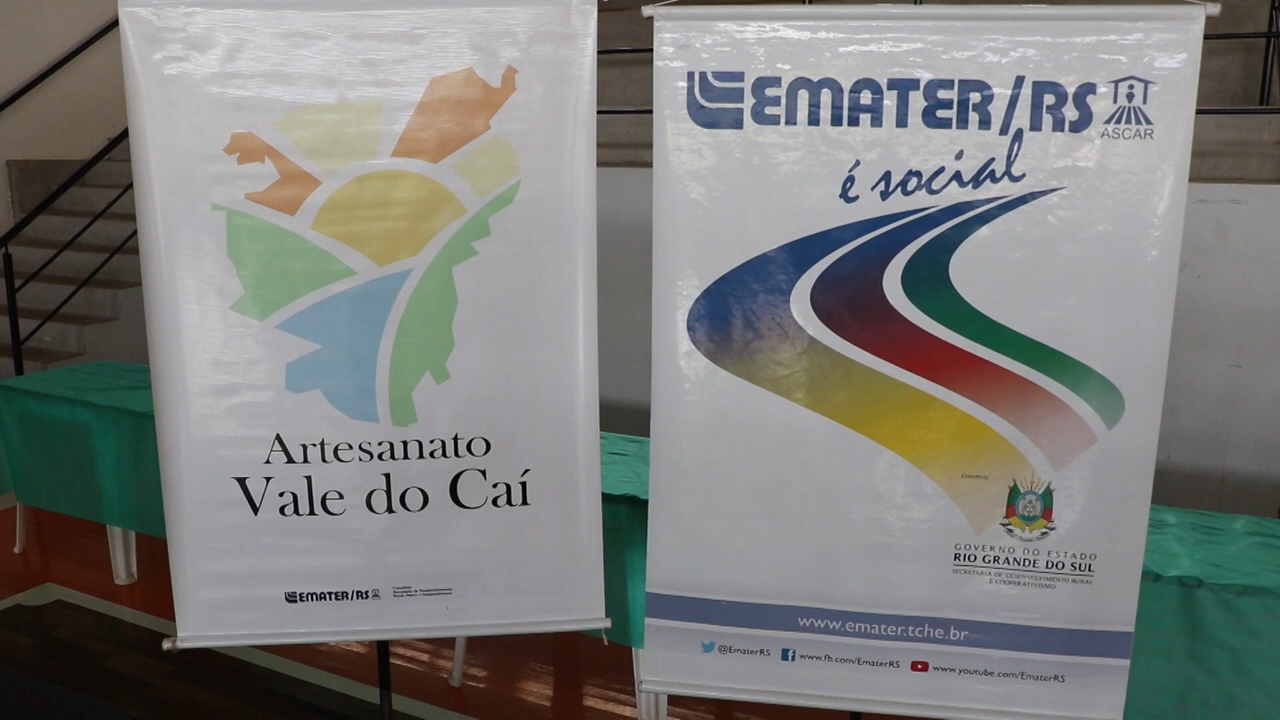 Artesanato
Vale do Caí
EMATER/RS
EMATER/RS
ASCAR
é social
Convênio:
GOVERNO DO ESTADO
RIO GRANDE DO SUL
SECRETARIA DE DESENVOLVIMENTO RURAL
E COOPERATIVISMO
www.emater.tche.br
@EmaterRS www.fb.com/EmaterRS www.youtube.com/EmaterRS